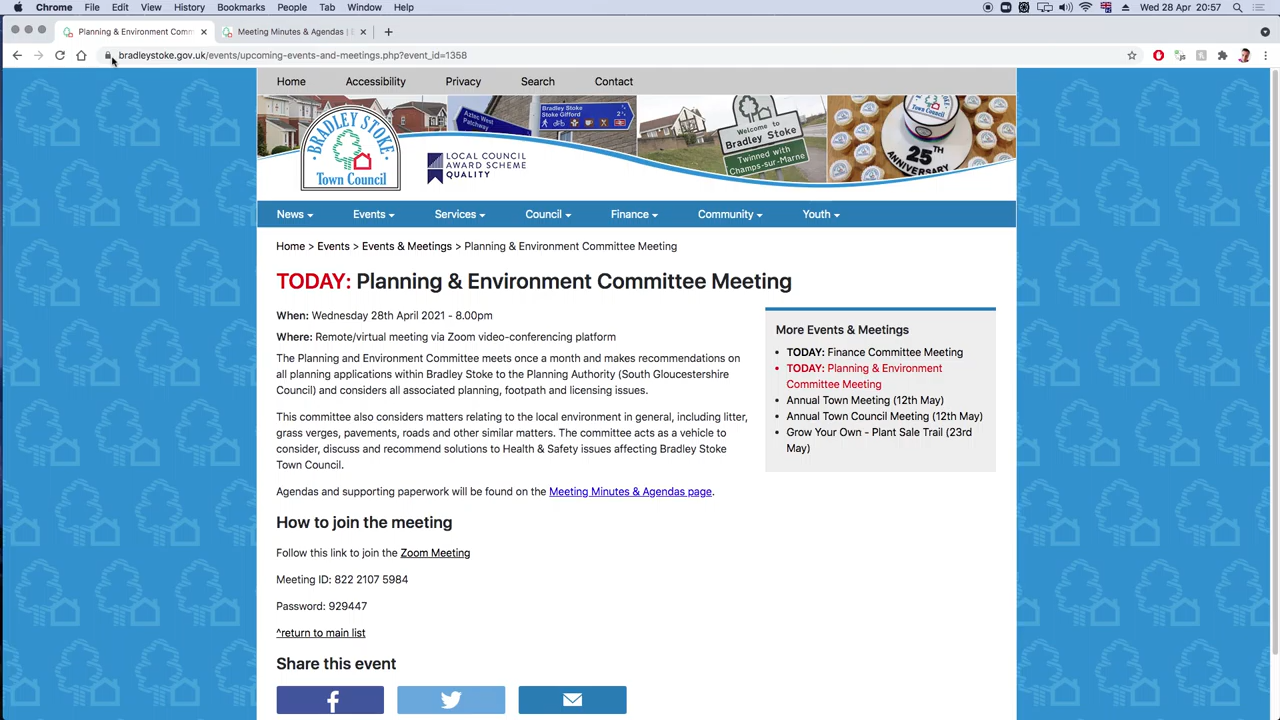 Chrome File Edit View History Bookmarks People Tab Window Help Wed 28 Apr 20:57
Planning & Environment Comm Meeting Minutes & Agendas |
bradleystoke.gov.uk/events/upcoming-events-and-meetings.php?event_id=1358
Home Accessibility Privacy Search Contact
BRADLEY STOKE
Town Council
LOCAL COUNCIL
AWARD SCHEME
QUALITY
Aztec West
Patchway
Bradley Stoke
Stoke Gifford
Welcome to
Bradley Stoke
Twinned with
Champs-sur-Marne
25TH
ANNIVERSARY
News Events Services Council Finance Community Youth
Home > Events > Events & Meetings > Planning & Environment Committee Meeting
TODAY: Planning & Environment Committee Meeting
When: Wednesday 28th April 2021 - 8.00pm
Where: Remote/virtual meeting via Zoom video-conferencing platform
The Planning and Environment Committee meets once a month and makes recommendations on
all planning applications within Bradley Stoke to the Planning Authority (South Gloucestershire
Council) and considers all associated planning, footpath and licensing issues.
This committee also considers matters relating to the local environment in general, including litter,
grass verges, pavements, roads and other similar matters. The committee acts as a vehicle to
consider, discuss and recommend solutions to Health & Safety issues affecting Bradley Stoke
Town Council.
Agendas and supporting paperwork will be found on the Meeting Minutes & Agendas page.
How to join the meeting
Follow this link to join the Zoom Meeting
Meeting ID: 822 2107 5984
Password: 929447
^return to main list
Share this event
More Events & Meetings
TODAY: Finance Committee Meeting
TODAY: Planning & Environment
Committee Meeting
Annual Town Meeting (12th May)
Annual Town Council Meeting (12th May)
Grow Your Own - Plant Sale Trail (23rd
May)